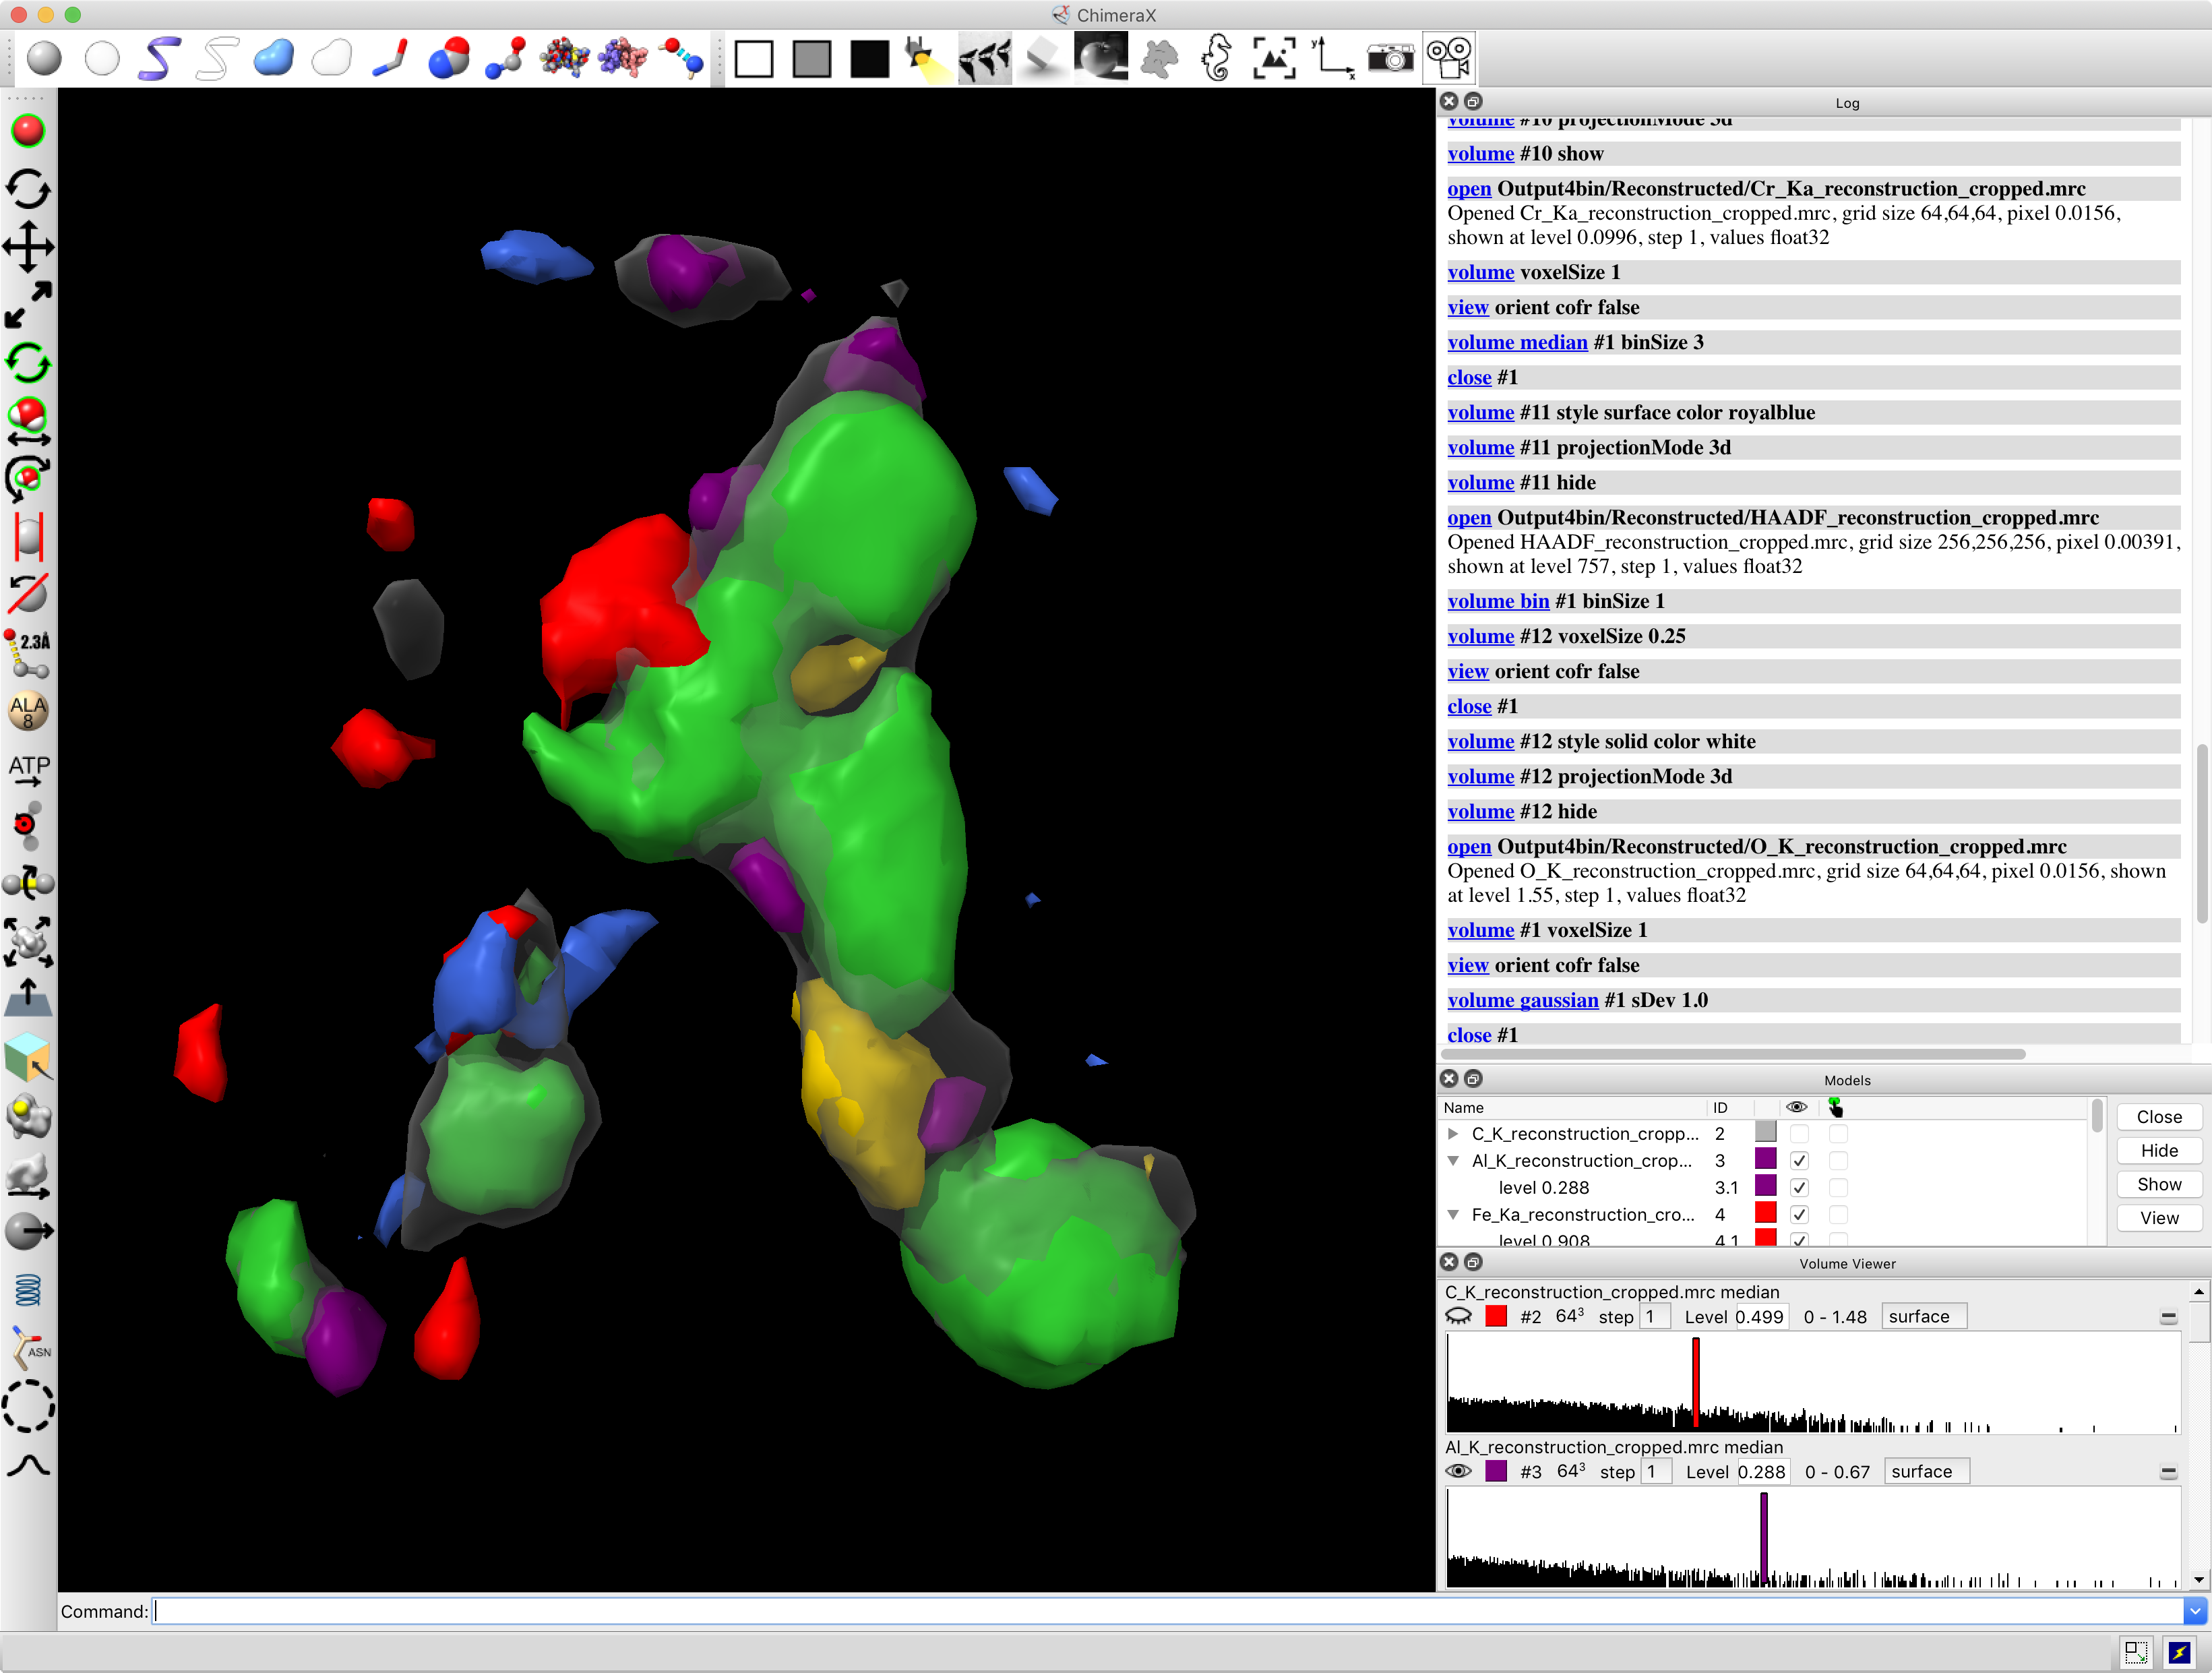 ChimeraX
2.3Å
ALA
8
ATP
ASN
y
x
Log
volume #10 projectionMode 3d
volume #10 show
open Output4bin/Reconstructed/Cr_Ka_reconstruction_cropped.mrc
Opened Cr_Ka_reconstruction_cropped.mrc, grid size 64,64,64, pixel 0.0156,
shown at level 0.0996, step 1, values float32
volume voxelSize 1
view orient cofr false
volume median #1 binSize 3
close #1
volume #11 style surface color royalblue
volume #11 projectionMode 3d
volume #11 hide
open Output4bin/Reconstructed/HAADF_reconstruction_cropped.mrc
Opened HAADF_reconstruction_cropped.mrc, grid size 256,256,256, pixel 0.00391,
shown at level 757, step 1, values float32
volume bin #1 binSize 1
volume #12 voxelSize 0.25
view orient cofr false
close #1
volume #12 style solid color white
volume #12 projectionMode 3d
volume #12 hide
open Output4bin/Reconstructed/O_K_reconstruction_cropped.mrc
Opened O_K_reconstruction_cropped.mrc, grid size 64,64,64, pixel 0.0156, shown
at level 1.55, step 1, values float32
volume #1 voxelSize 1
view orient cofr false
volume gaussian #1 sDev 1.0
close #1
Models
Name ID
C_K_reconstruction_cropp... 2
Al_K_reconstruction_crop... 3
level 0.288 3.1
Fe_Ka_reconstruction_cro... 4
level 0.908 4.1
Close
Hide
Show
View
Volume Viewer
C_K_reconstruction_cropped.mrc median
#2 64³ step 1 Level 0.499 0 - 1.48 surface
Al_K_reconstruction_cropped.mrc median
#3 64³ step 1 Level 0.288 0 - 0.67 surface
Command: